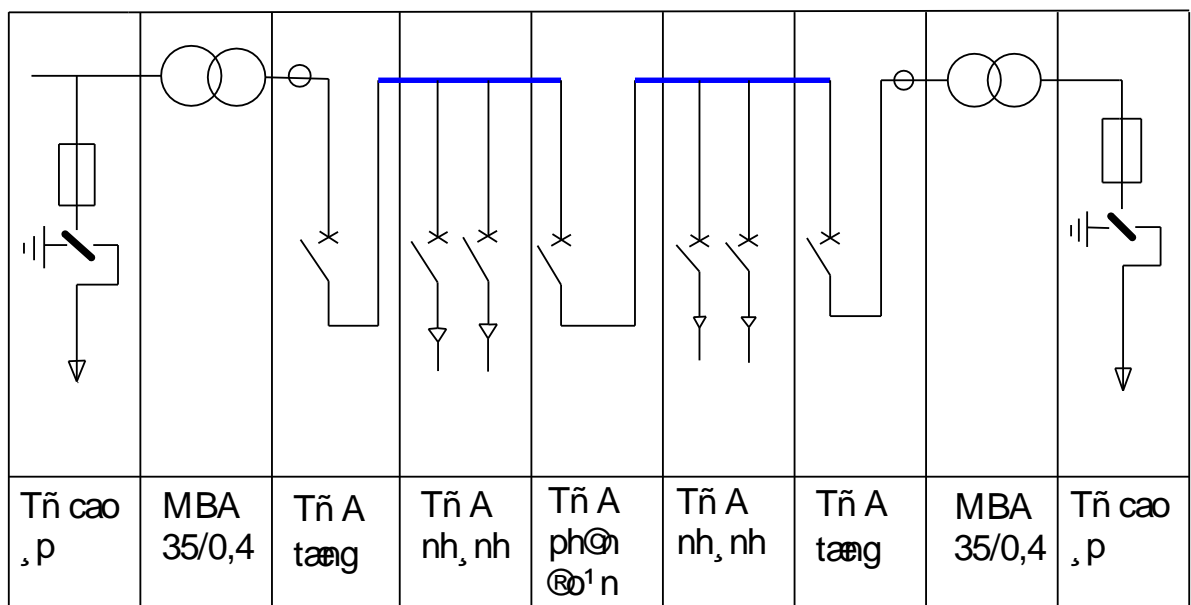 Tñ cao
¸p
MBA
35/0,4
Tñ A
tæng
Tñ A
nh¸nh
Tñ A
ph©n
®o¹n
Tñ A
nh¸nh
Tñ A
tæng
MBA
35/0,4
Tñ cao
¸p